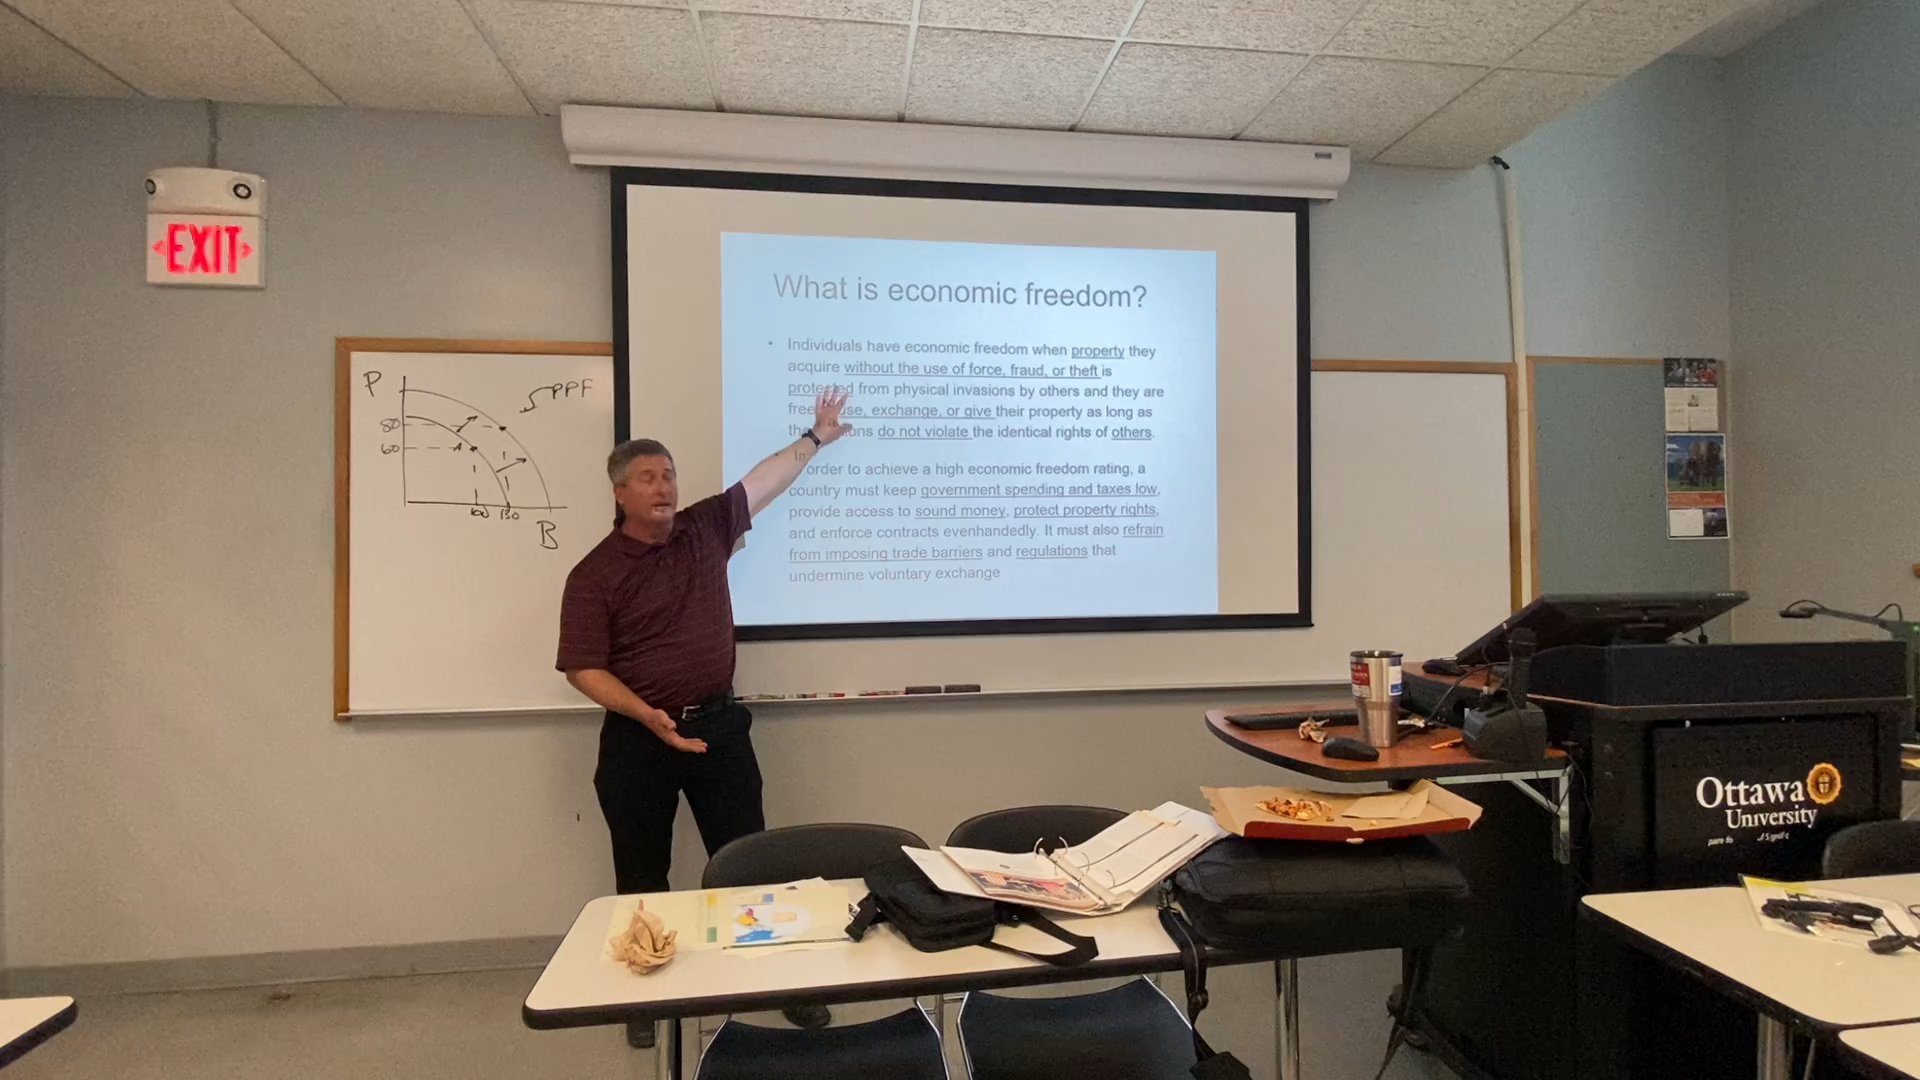 EXIT
P
PPF
80
60
A
100 130
B
What is economic freedom?
• Individuals have economic freedom when property they
acquire without the use of force, fraud, or theft is
protected from physical invasions by others and they are
free use, exchange, or give their property as long as
do not violate the identical rights of others.
• In
order to achieve a high economic freedom rating, a
country must keep government spending and taxes low,
provide access to sound money, protect property rights,
and enforce contracts evenhandedly. It must also refrain
from imposing trade barriers and regulations that
undermine voluntary exchange
Ottawa
University